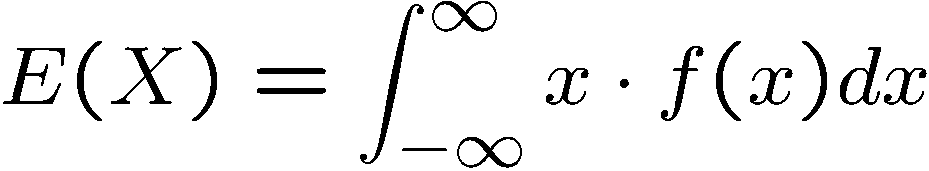 E(X) = ∫_{-∞}^{∞} x · f(x)dx